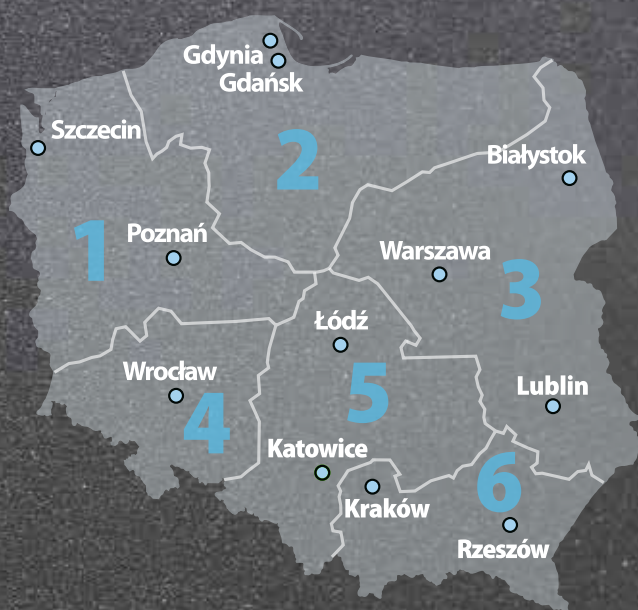 Gdynia
Gdańsk
Szczecin
2
Białystok
1
Poznań
Warszawa
3
Łódź
Wrocław
4
5
Lublin
Katowice
6
Kraków
Rzeszów